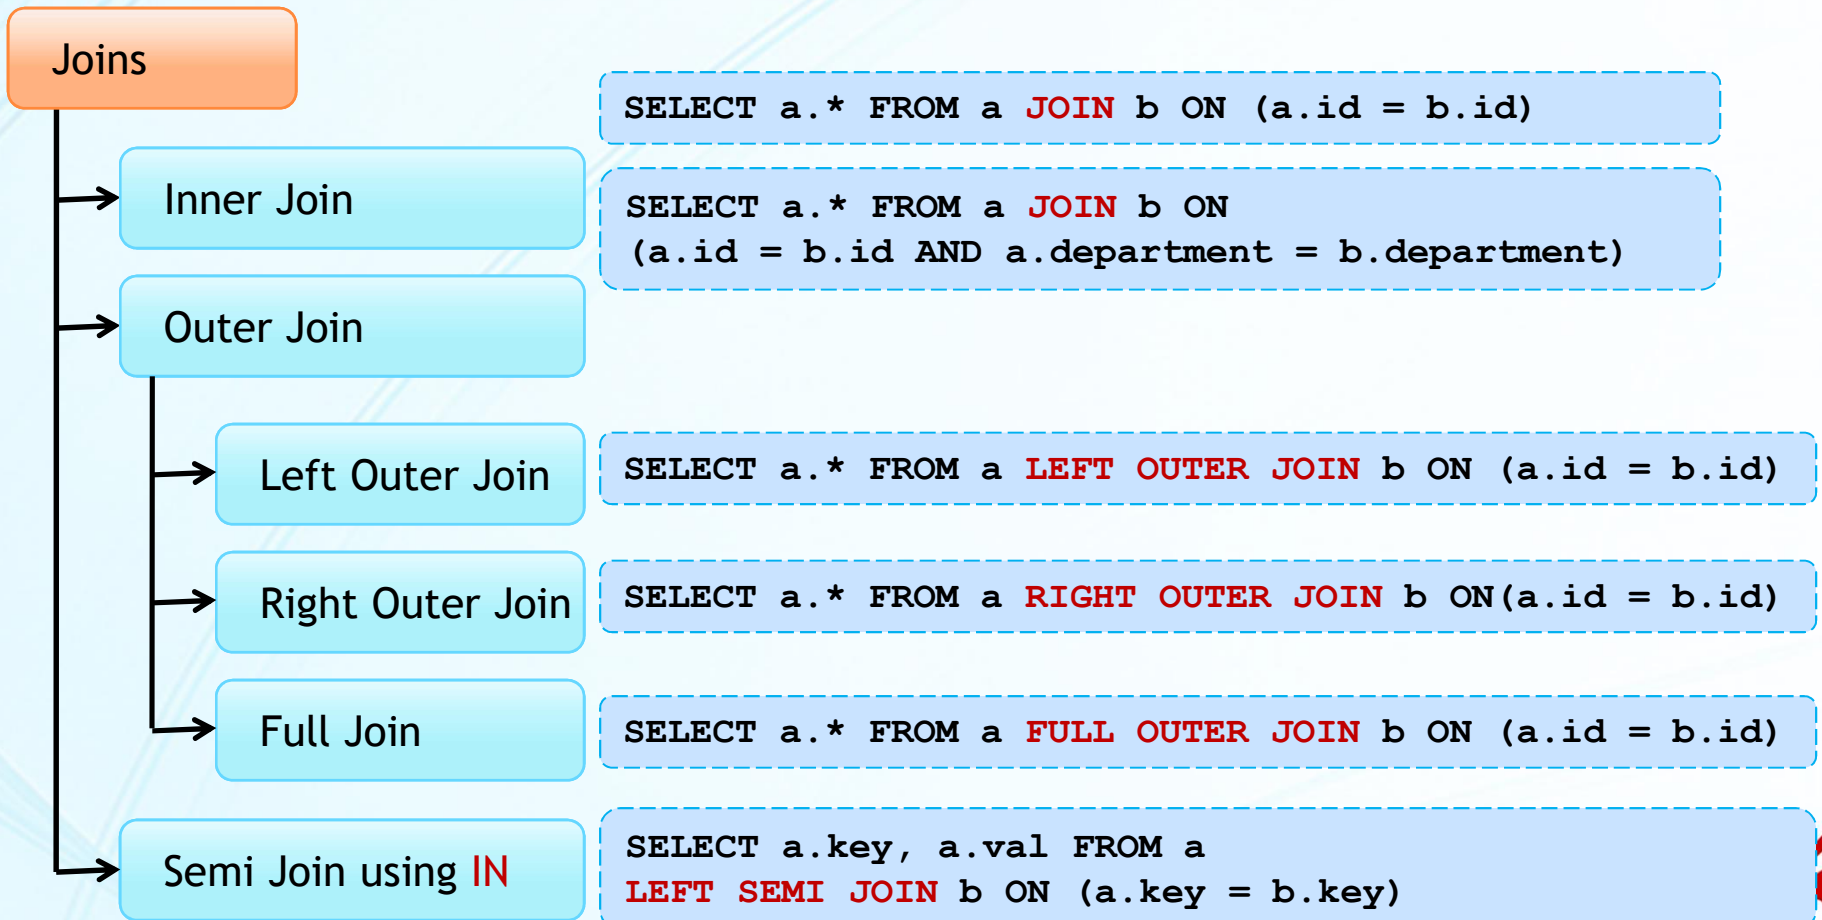 Joins
SELECT a.* FROM a JOIN b ON (a.id = b.id)
Inner Join
SELECT a.* FROM a JOIN b ON
(a.id = b.id AND a.department = b.department)
Outer Join
Left Outer Join
SELECT a.* FROM a LEFT OUTER JOIN b ON (a.id = b.id)
Right Outer Join
SELECT a.* FROM a RIGHT OUTER JOIN b ON(a.id = b.id)
Full Join
SELECT a.* FROM a FULL OUTER JOIN b ON (a.id = b.id)
Semi Join using IN
SELECT a.key, a.val FROM a
LEFT SEMI JOIN b ON (a.key = b.key)